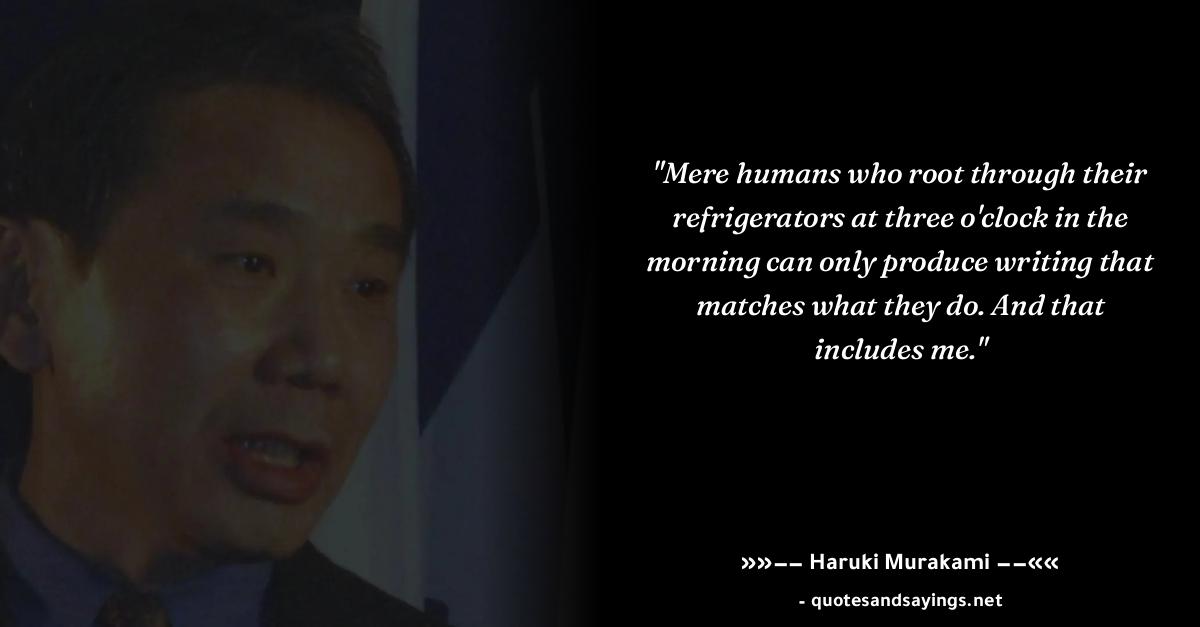 "Mere humans who root through their
refrigerators at three o'clock in the
morning can only produce writing that
matches what they do. And that
includes me."
»»–– Haruki Murakami ––««
- quotesandsayings.net